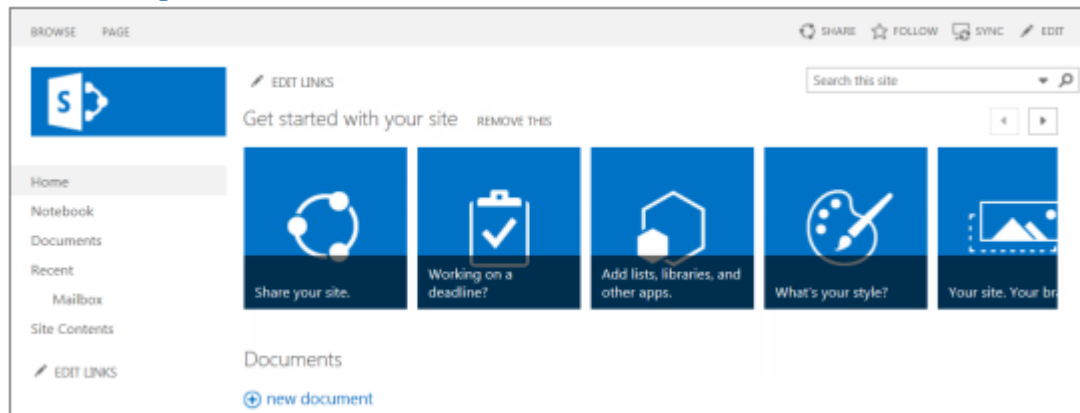 BROWSE PAGE
SHARE FOLLOW SYNC EDIT
S
EDIT LINKS
Search this site
Get started with your site REMOVE THIS
Home
Notebook
Documents
Recent
Mailbox
Site Contents
EDIT LINKS
Share your site.
Working on a
deadline?
Add lists, libraries, and
other apps.
What's your style?
Your site. Your br
Documents
new document